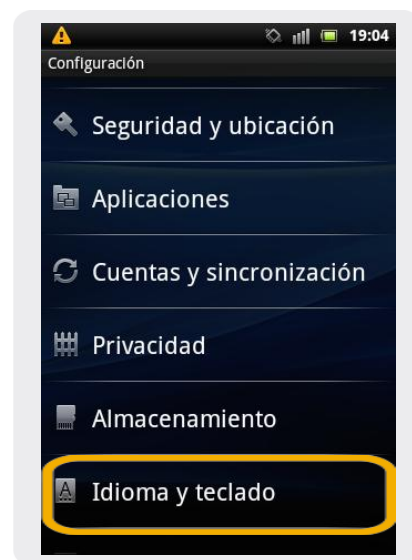 19:04
Configuración
Seguridad y ubicación
Aplicaciones
Cuentas y sincronización
Privacidad
Almacenamiento
Idioma y teclado